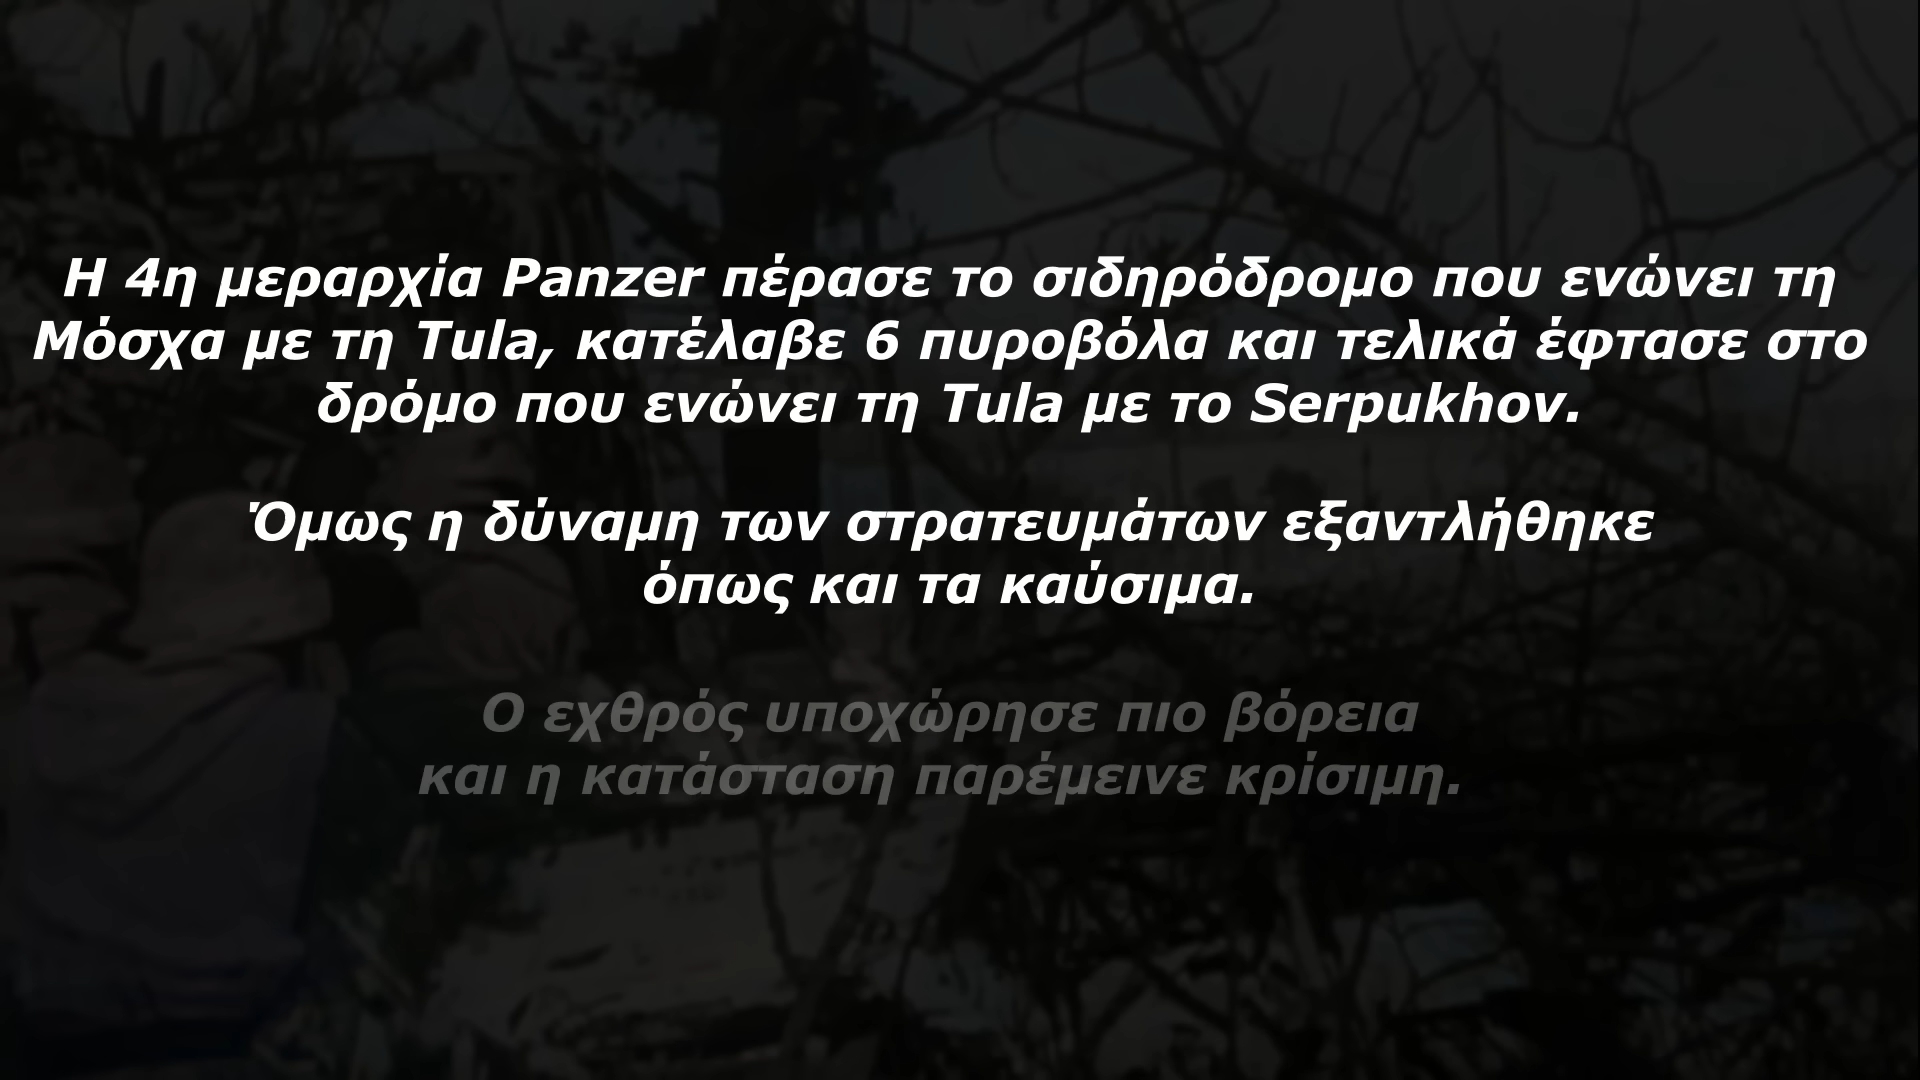 Η 4η μεραρχία Panzer πέρασε το σιδηρόδρομο που ενώνει τη
Μόσχα με τη Tula, κατέλαβε 6 πυροβόλα και τελικά έφτασε στο
δρόμο που ενώνει τη Tula με το Serpukhov.
Όμως η δύναμη των στρατευμάτων εξαντλήθηκε
όπως και τα καύσιμα.
Ο εχθρός υποχώρησε πιο βόρεια
και η κατάσταση παρέμεινε κρίσιμη.